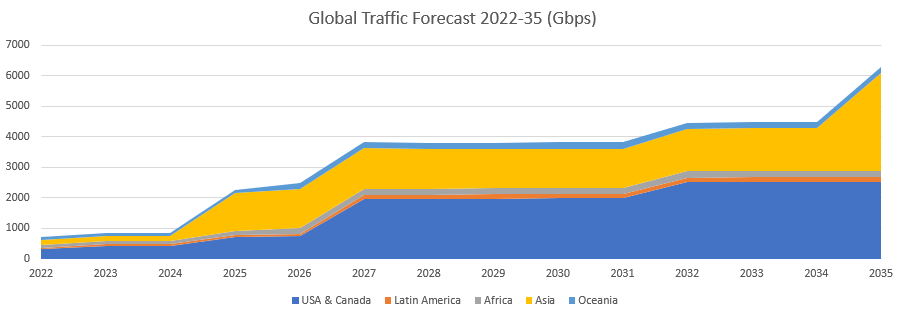 Global Traffic Forecast 2022-35 (Gbps)
7000
6000
5000
4000
3000
2000
1000
0
2022 2023 2024 2025 2026 2027 2028 2029 2030 2031 2032 2033 2034 2035
USA & Canada Latin America Africa Asia Oceania